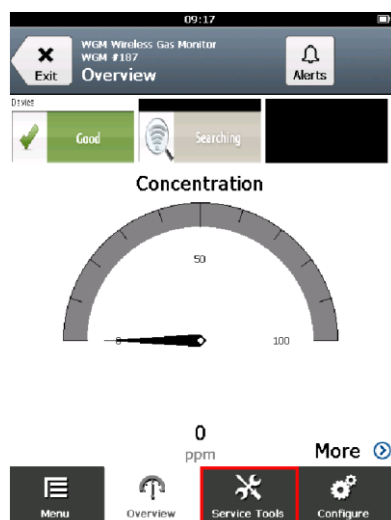 09:17
WGM Wireless Gas Monitor
WGM #187
Overview
Exit
Alerts
Device
Good
Searching
Concentration
50
0
100
0
ppm
More
Menu
Overview
Service Tools
Configure